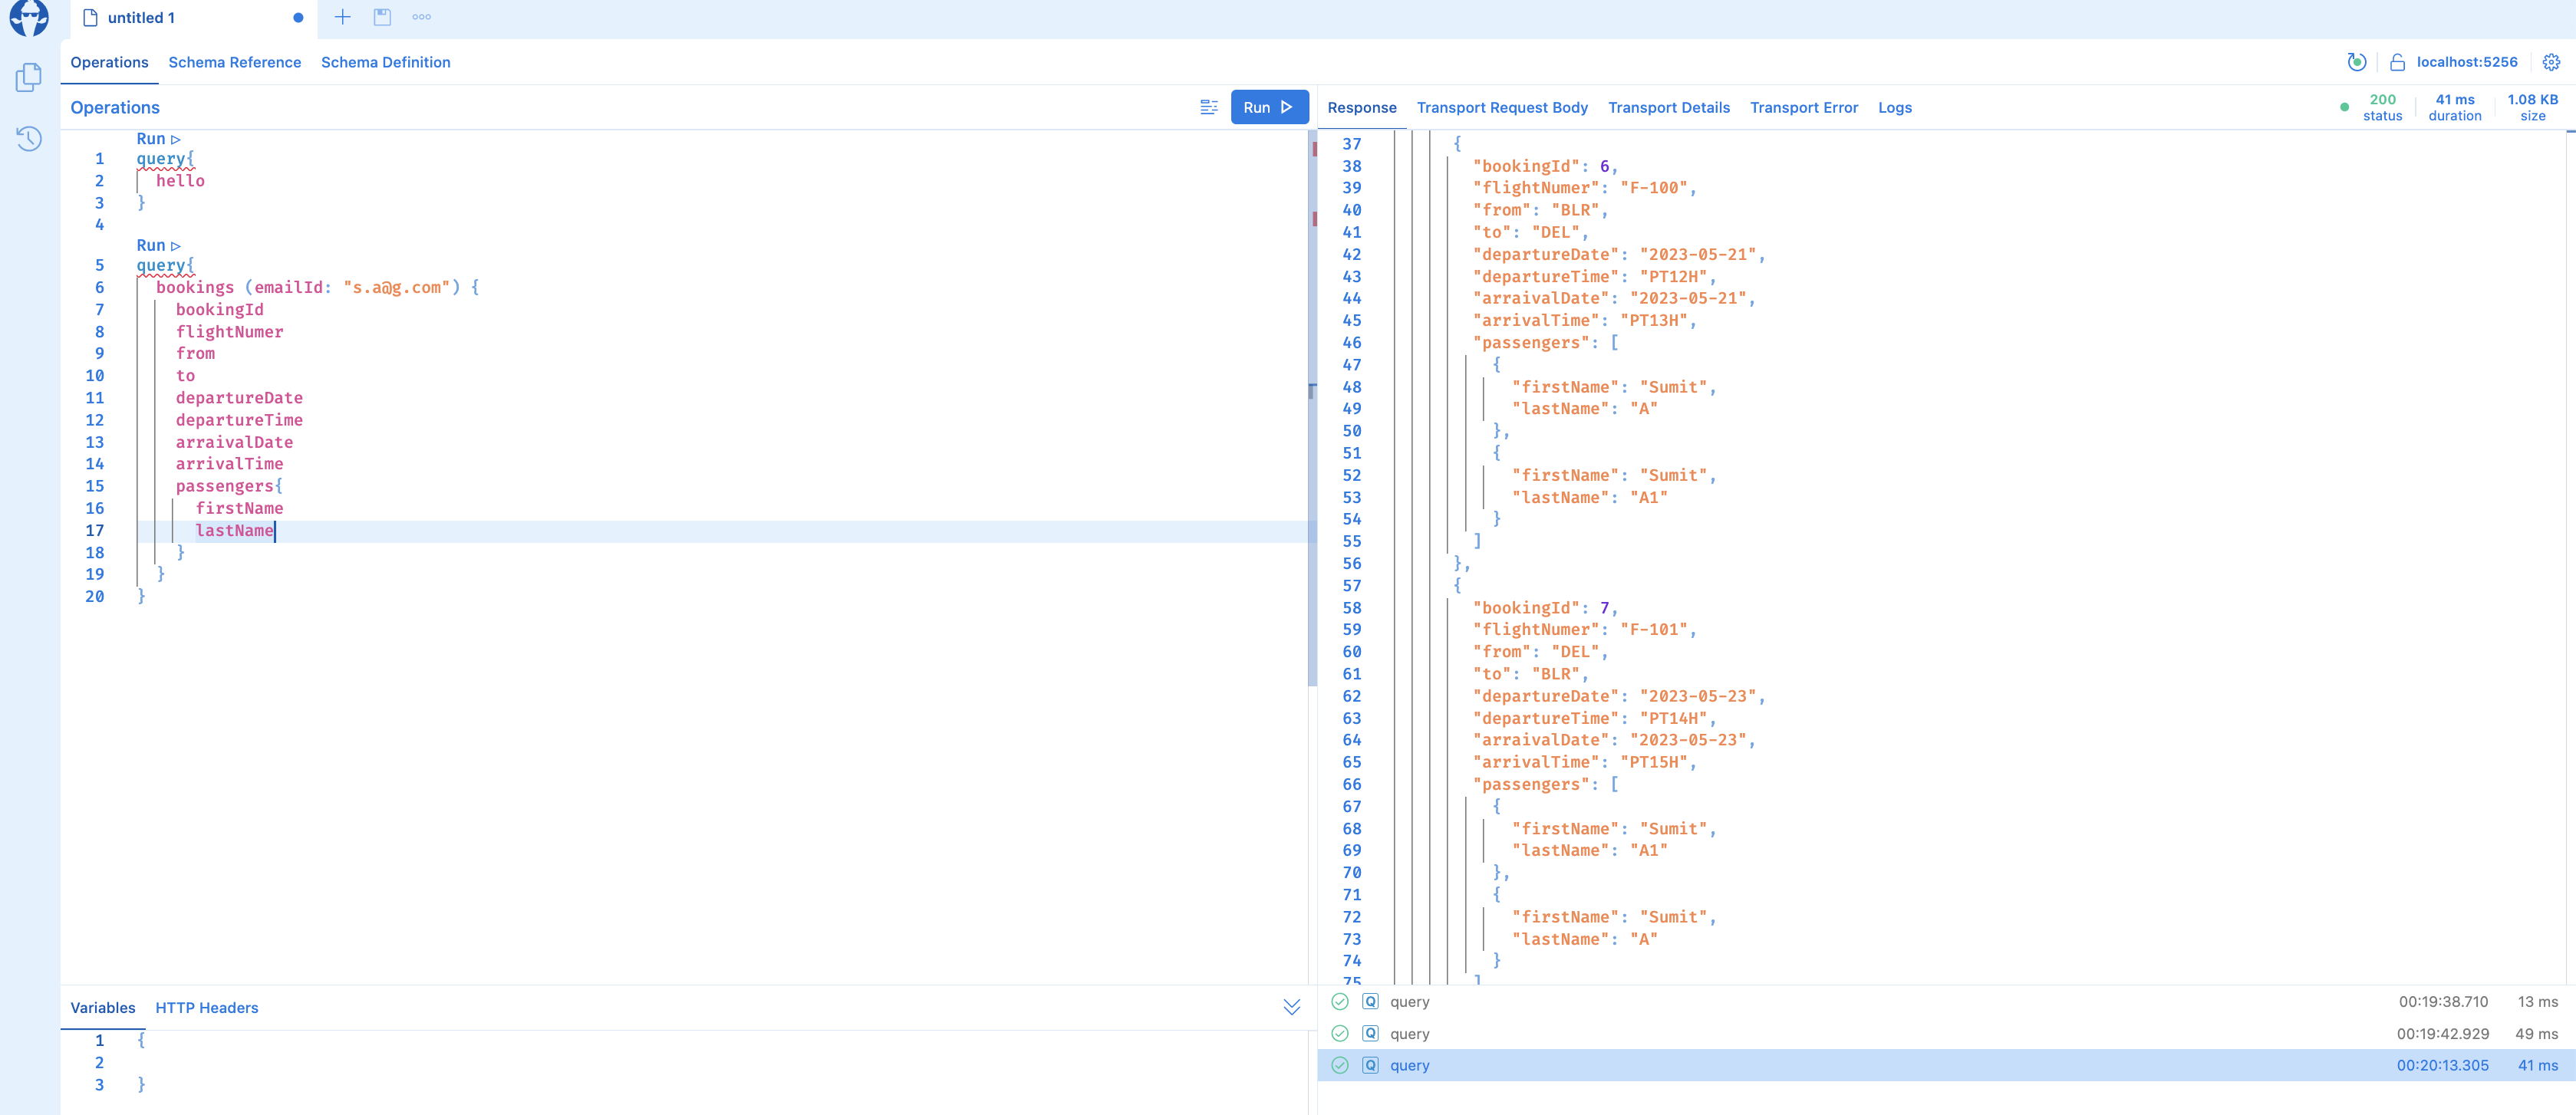 untitled 1
Operations Schema Reference Schema Definition
localhost:5256
Operations
Run
Response Transport Request Body Transport Details Transport Error Logs
200 status
41 ms duration
1.08 KB size
Run
1 query{
2 hello
3 }
4
Run
5 query{
6 bookings (emailId: "s.a@g.com") {
7 bookingId
8 flightNumer
9 from
10 to
11 departureDate
12 departureTime
13 arraivalDate
14 arrivalTime
15 passengers{
16 firstName
17 lastName
18 }
19 }
20 }
37 {
38 "bookingId": 6,
39 "flightNumer": "F-100",
40 "from": "BLR",
41 "to": "DEL",
42 "departureDate": "2023-05-21",
43 "departureTime": "PT12H",
44 "arraivalDate": "2023-05-21",
45 "arrivalTime": "PT13H",
46 "passengers": [
47 {
48 "firstName": "Sumit",
49 "lastName": "A"
50 },
51 {
52 "firstName": "Sumit",
53 "lastName": "A1"
54 }
55 ]
56 },
57 {
58 "bookingId": 7,
59 "flightNumer": "F-101",
60 "from": "DEL",
61 "to": "BLR",
62 "departureDate": "2023-05-23",
63 "departureTime": "PT14H",
64 "arraivalDate": "2023-05-23",
65 "arrivalTime": "PT15H",
66 "passengers": [
67 {
68 "firstName": "Sumit",
69 "lastName": "A1"
70 },
71 {
72 "firstName": "Sumit",
73 "lastName": "A"
74 }
75 ]
Variables HTTP Headers
1 {
2
3 }
Q query 00:19:38.710 13 ms
Q query 00:19:42.929 49 ms
Q query 00:20:13.305 41 ms